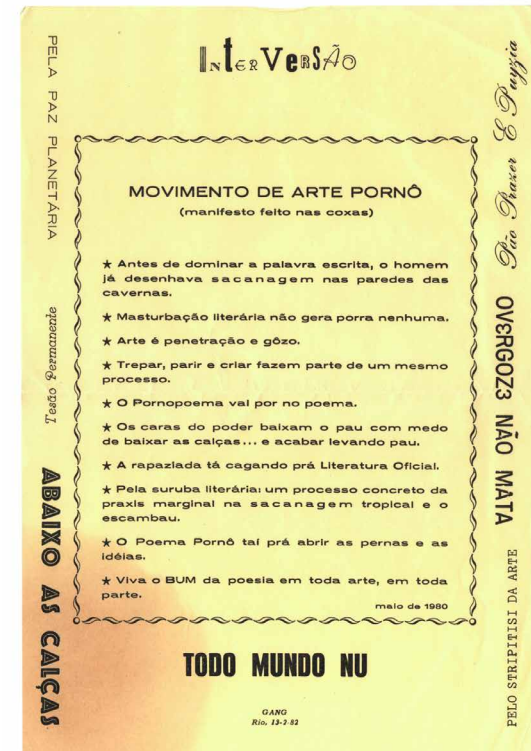 InterVerSÃO
MOVIMENTO DE ARTE PORNÔ
(manifesto feito nas coxas)
★ Antes de dominar a palavra escrita, o homem
já desenhava sacanagem nas paredes das
cavernas.
★ Masturbação literária não gera porra nenhuma.
★ Arte é penetração e gôzo.
★ Trepar, parir e criar fazem parte de um mesmo
processo.
★ O Pornopoema vai por no poema.
★ Os caras do poder baixam o pau com medo
de baixar as calças... e acabar levando pau.
★ A rapaziada tá cagando prá Literatura Oficial.
★ Pela suruba literária: um processo concreto da
praxis marginal na sacanagem tropical e o
escambau.
★ O Poema Pornô taí prá abrir as pernas e as
idéias.
★ Viva o BUM da poesia em toda arte, em toda
parte.
maio de 1980
TODO MUNDO NU
GANG
Rio, 13-2-82
PELA PAZ PLANETÁRIA
Tesão Permanente
ABAIXO AS CALÇAS
Pão Prazer E Puyzia
OVERGOZ3 NÃO MATA
PELO STRIPITISI DA ARTE